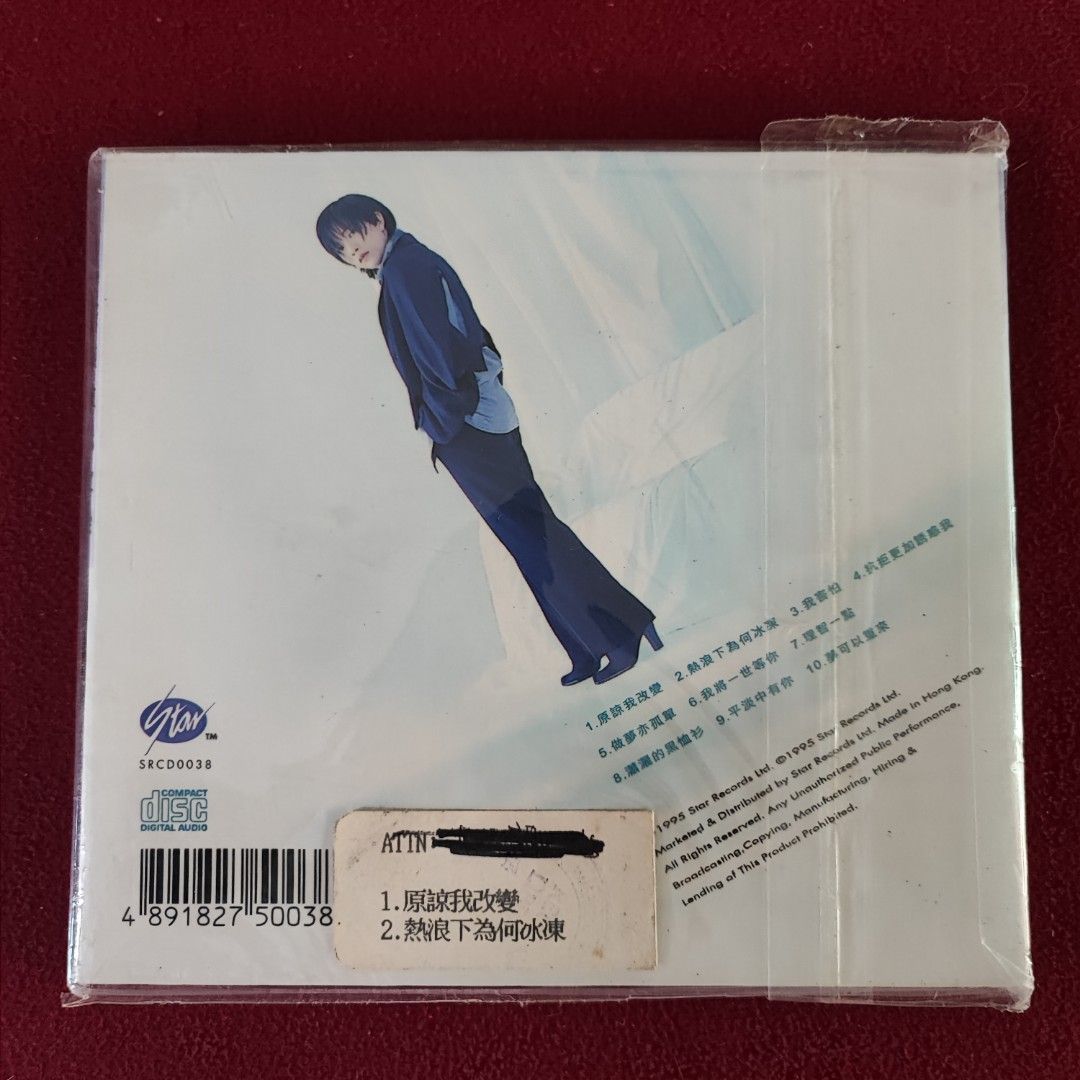 1.原諒我改變 2.熱浪下為何冰凍 3.我害怕 4.抗拒更加誘惑我
5.做夢亦孤單 6.我將一世等你 7.理智一點
8.瀟灑的黑恤衫 9.平淡中有你 10.夢可以重來
1995 Star Records Ltd. ©1995 Star Records Ltd.
Marketed & Distributed by Star Records Ltd. Made in Hong Kong.
All Rights Reserved. Any Unauthorized Public Performance,
Broadcasting,Copying, Manufacturing, Hiring &
Lending of This Product Prohibited.
Star TM
SRCD0038
COMPACT
disc
DIGITAL AUDIO
4 891827 50038
ATTN
1.原諒我改變
2.熱浪下為何冰凍